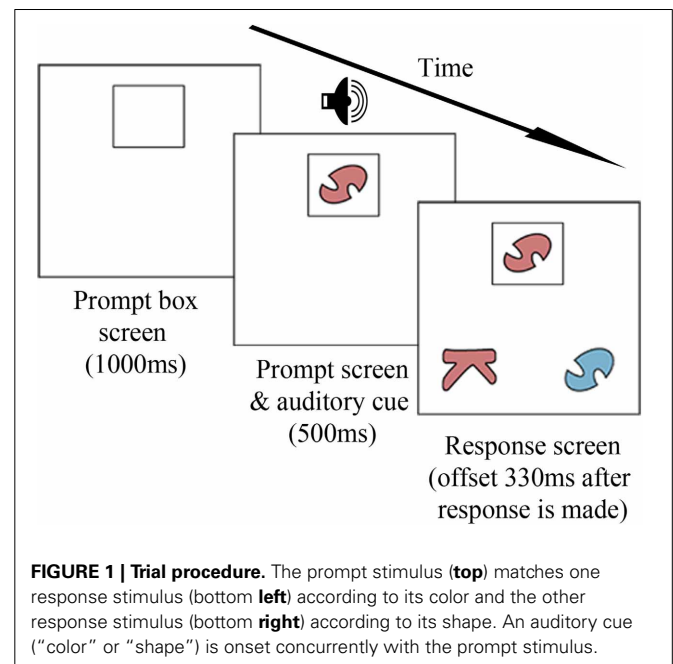 Time
Prompt box
screen
(1000ms)
Prompt screen
& auditory cue
(500ms)
Response screen
(offset 330ms after
response is made)
FIGURE 1 | Trial procedure. The prompt stimulus (top) matches one
response stimulus (bottom left) according to its color and the other
response stimulus (bottom right) according to its shape. An auditory cue
(“color” or “shape”) is onset concurrently with the prompt stimulus.